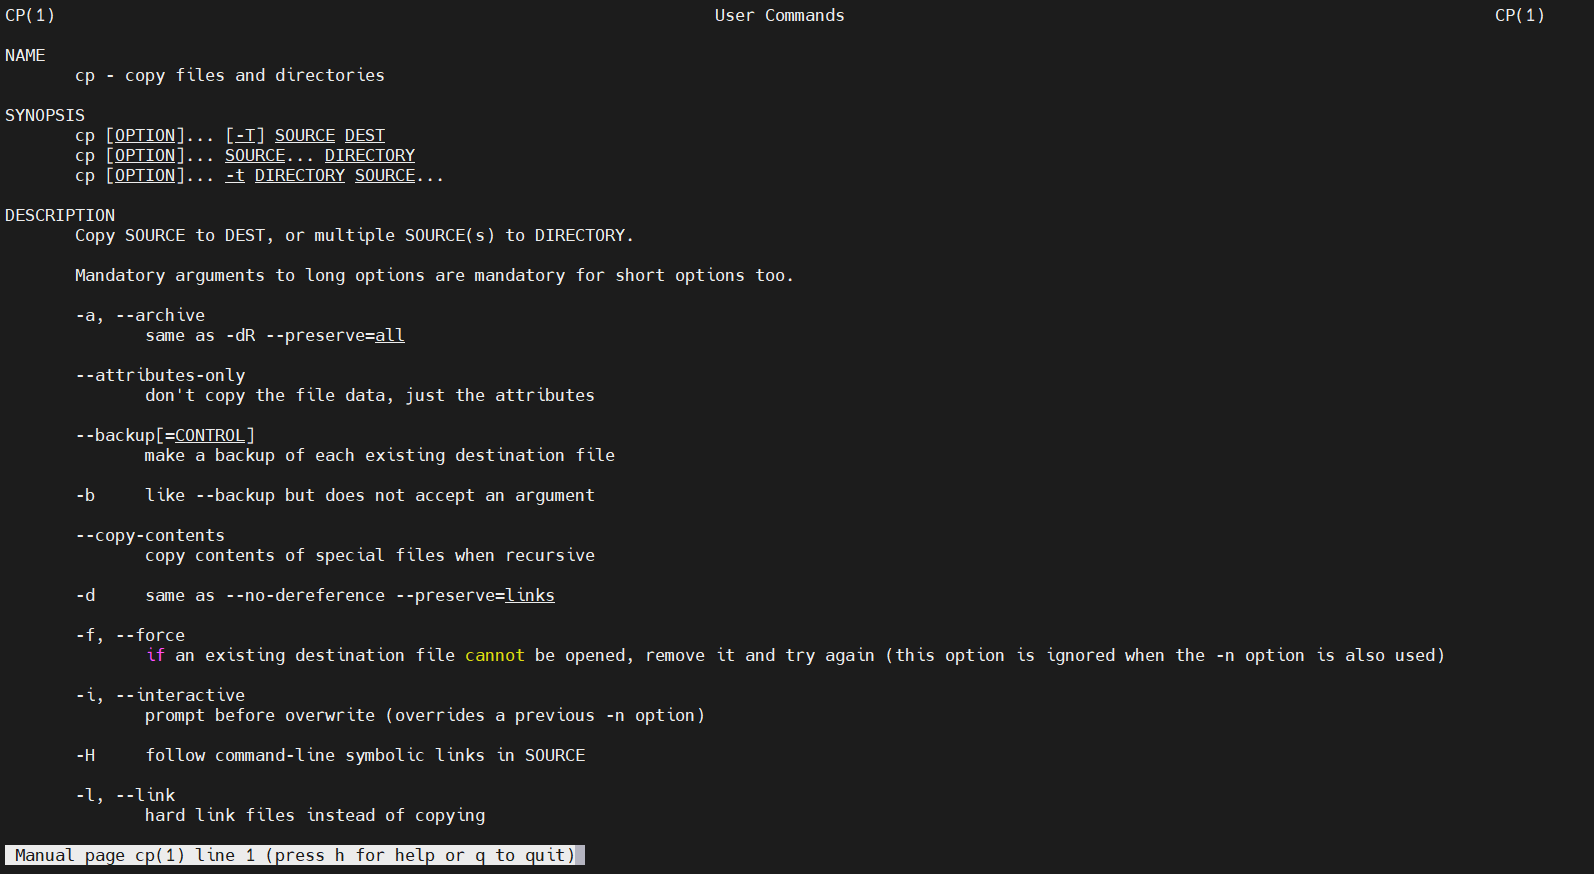 CP(1) User Commands CP(1)
NAME
cp - copy files and directories
SYNOPSIS
cp [OPTION]... [-T] SOURCE DEST
cp [OPTION]... SOURCE... DIRECTORY
cp [OPTION]... -t DIRECTORY SOURCE...
DESCRIPTION
Copy SOURCE to DEST, or multiple SOURCE(s) to DIRECTORY.
Mandatory arguments to long options are mandatory for short options too.
-a, --archive
same as -dR --preserve=all
--attributes-only
don't copy the file data, just the attributes
--backup[=CONTROL]
make a backup of each existing destination file
-b like --backup but does not accept an argument
--copy-contents
copy contents of special files when recursive
-d same as --no-dereference --preserve=links
-f, --force
if an existing destination file cannot be opened, remove it and try again (this option is ignored when the -n option is also used)
-i, --interactive
prompt before overwrite (overrides a previous -n option)
-H follow command-line symbolic links in SOURCE
-l, --link
hard link files instead of copying
Manual page cp(1) line 1 (press h for help or q to quit)